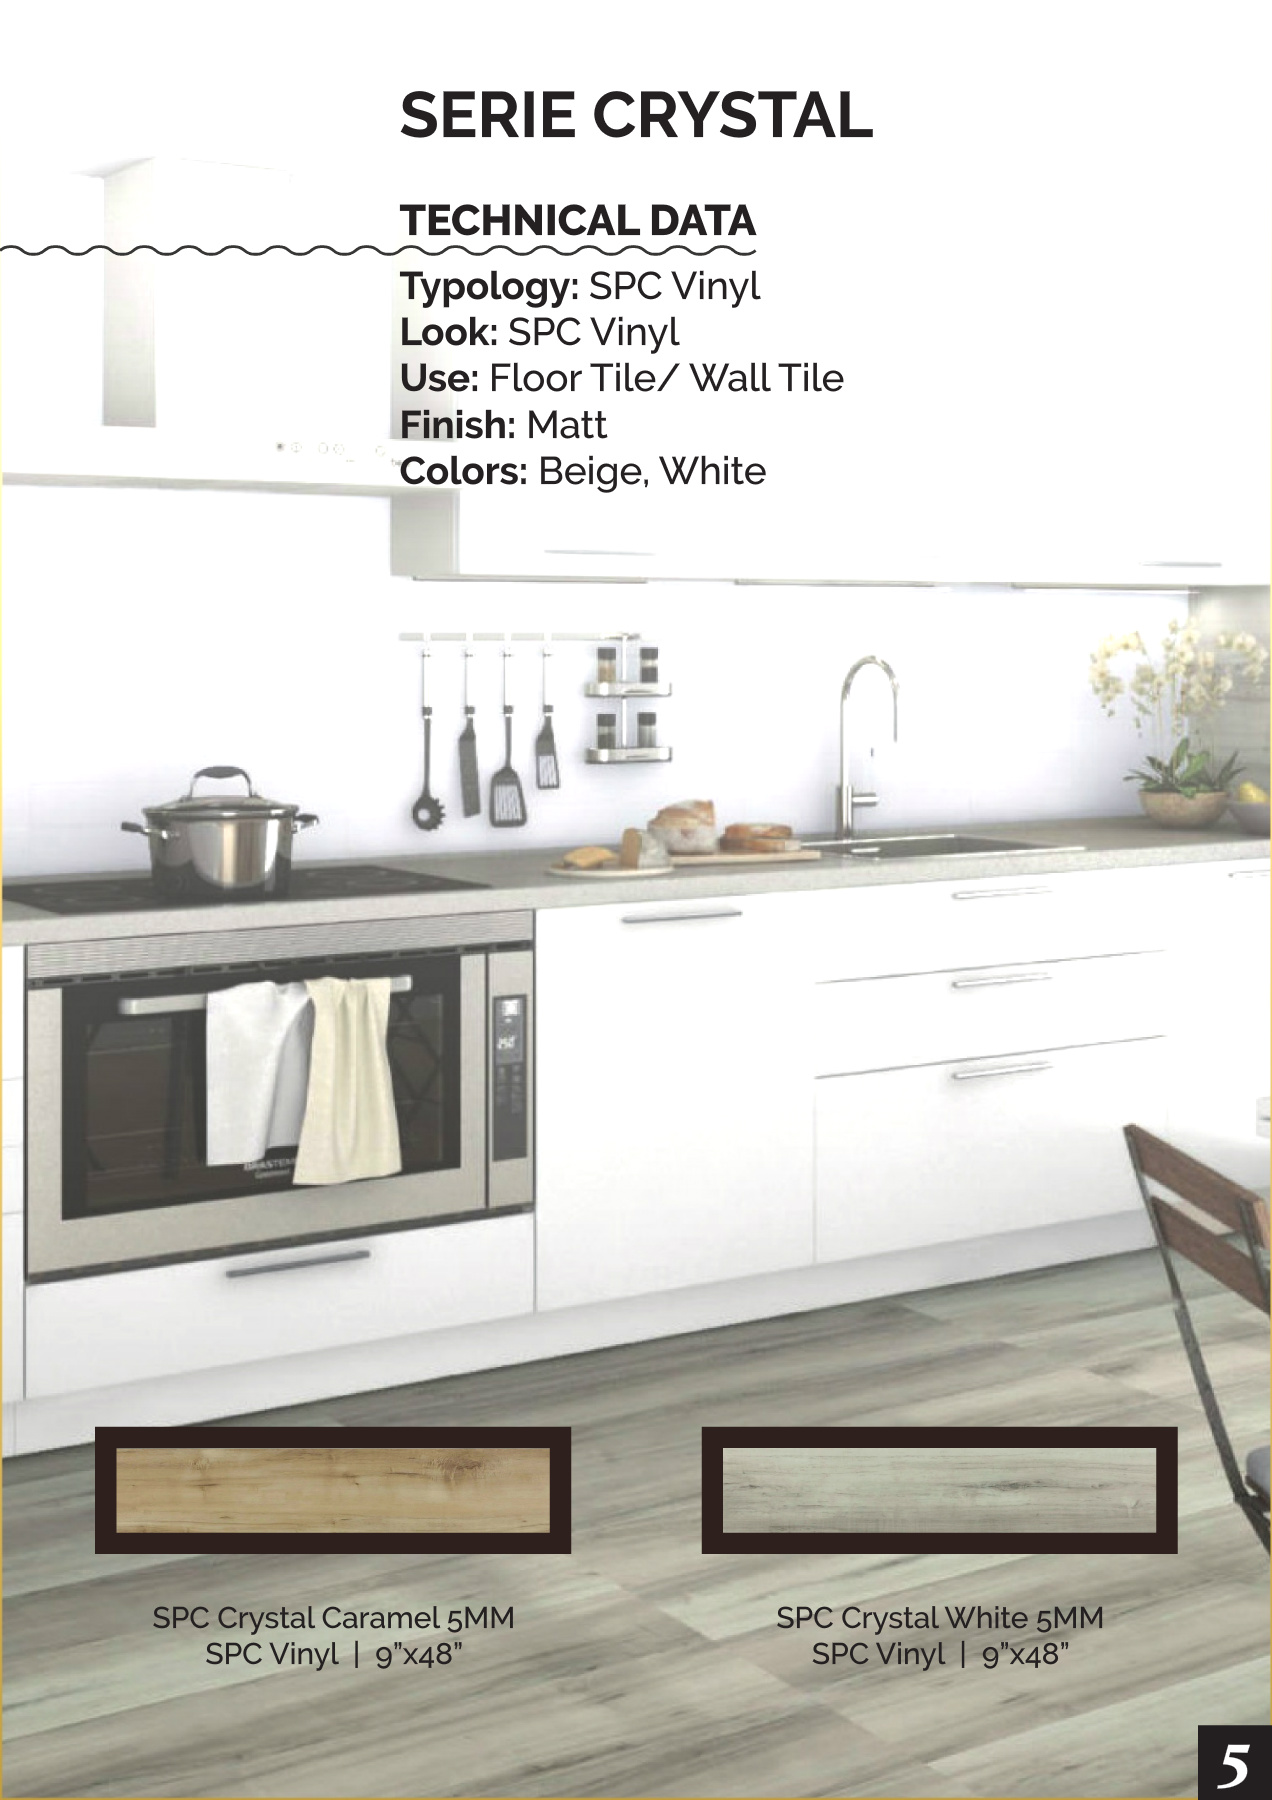 SERIE CRYSTAL
TECHNICAL DATA
Typology: SPC Vinyl
Look: SPC Vinyl
Use: Floor Tile/ Wall Tile
Finish: Matt
Colors: Beige, White
SPC Crystal Caramel 5MM
SPC Vinyl | 9”x48”
SPC Crystal White 5MM
SPC Vinyl | 9”x48”
5